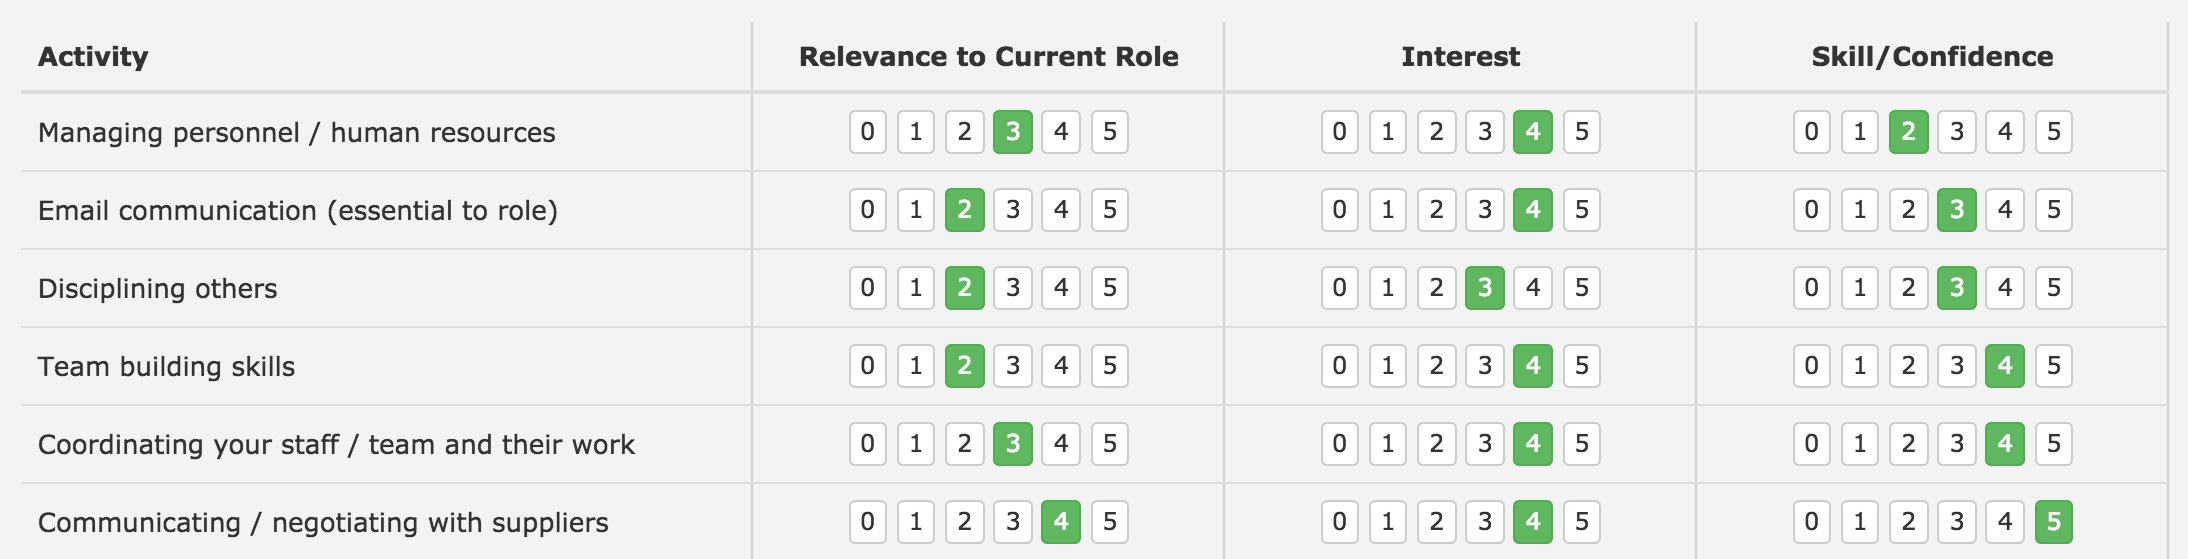 Activity Relevance to Current Role Interest Skill/Confidence
Managing personnel / human resources 0 1 2 3 4 5 0 1 2 3 4 5 0 1 2 3 4 5
Email communication (essential to role) 0 1 2 3 4 5 0 1 2 3 4 5 0 1 2 3 4 5
Disciplining others 0 1 2 3 4 5 0 1 2 3 4 5 0 1 2 3 4 5
Team building skills 0 1 2 3 4 5 0 1 2 3 4 5 0 1 2 3 4 5
Coordinating your staff / team and their work 0 1 2 3 4 5 0 1 2 3 4 5 0 1 2 3 4 5
Communicating / negotiating with suppliers 0 1 2 3 4 5 0 1 2 3 4 5 0 1 2 3 4 5